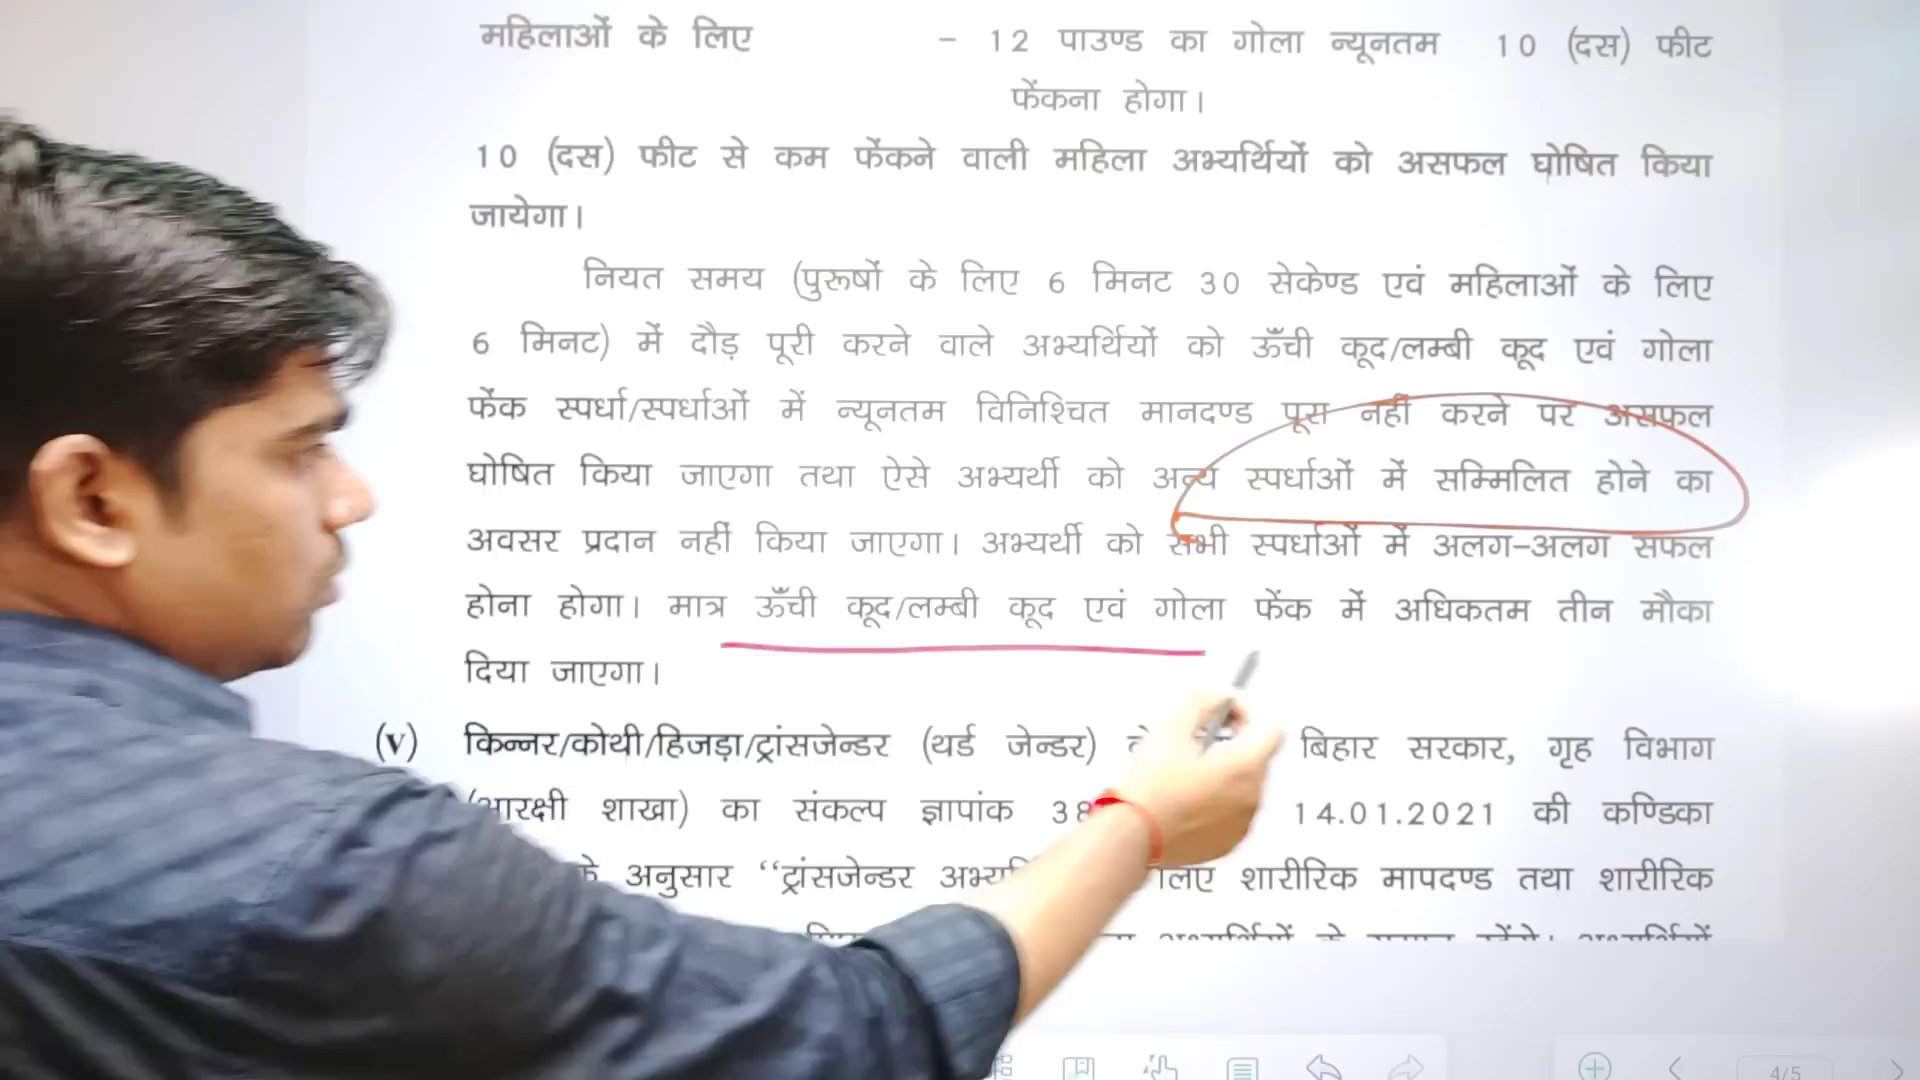 महिलाओं के लिए - 12 पाउण्ड का गोला न्यूनतम 10 (दस) फीट
फेंकना होगा।
10 (दस) फीट से कम फेंकने वाली महिला अभ्यर्थियों को असफल घोषित किया
जायेगा।
नियत समय (पुरूषों के लिए 6 मिनट 30 सेकेण्ड एवं महिलाओं के लिए
6 मिनट) में दौड़ पूरी करने वाले अभ्यर्थियों को ऊँची कूद/लम्बी कूद एवं गोला
फेंक स्पर्धा/स्पर्धाओं में न्यूनतम विनिश्चित मानदण्ड पूरा नहीं करने पर असफल
घोषित किया जाएगा तथा ऐसे अभ्यर्थी को अन्य स्पर्धाओं में सम्मिलित होने का
अवसर प्रदान नहीं किया जाएगा। अभ्यर्थी को सभी स्पर्धाओं में अलग-अलग सफल
होना होगा। मात्र ऊँची कूद/लम्बी कूद एवं गोला फेंक में अधिकतम तीन मौका
दिया जाएगा।
(v) किन्नर/कोथी/हिजड़ा/ट्रांसजेन्डर (थर्ड जेन्डर) बिहार सरकार, गृह विभाग
(आरक्षी शाखा) का संकल्प ज्ञापांक 38 14.01.2021 की कण्डिका
के अनुसार “ट्रांसजेन्डर लिए शारीरिक मापदण्ड तथा शारीरिक
4/5